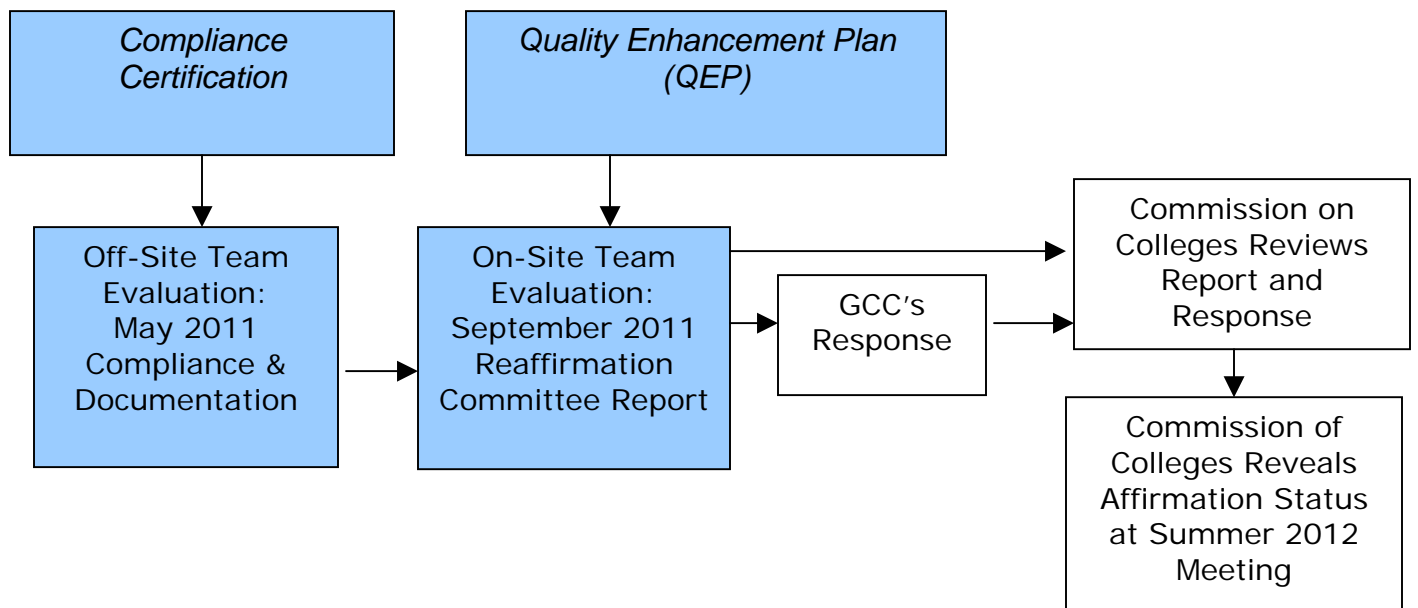 Compliance
Certification
Quality Enhancement Plan
(QEP)
Off-Site Team
Evaluation:
May 2011
Compliance &
Documentation
On-Site Team
Evaluation:
September 2011
Reaffirmation
Committee Report
GCC's
Response
Commission on
Colleges Reviews
Report and
Response
Commission of
Colleges Reveals
Affirmation Status
at Summer 2012
Meeting